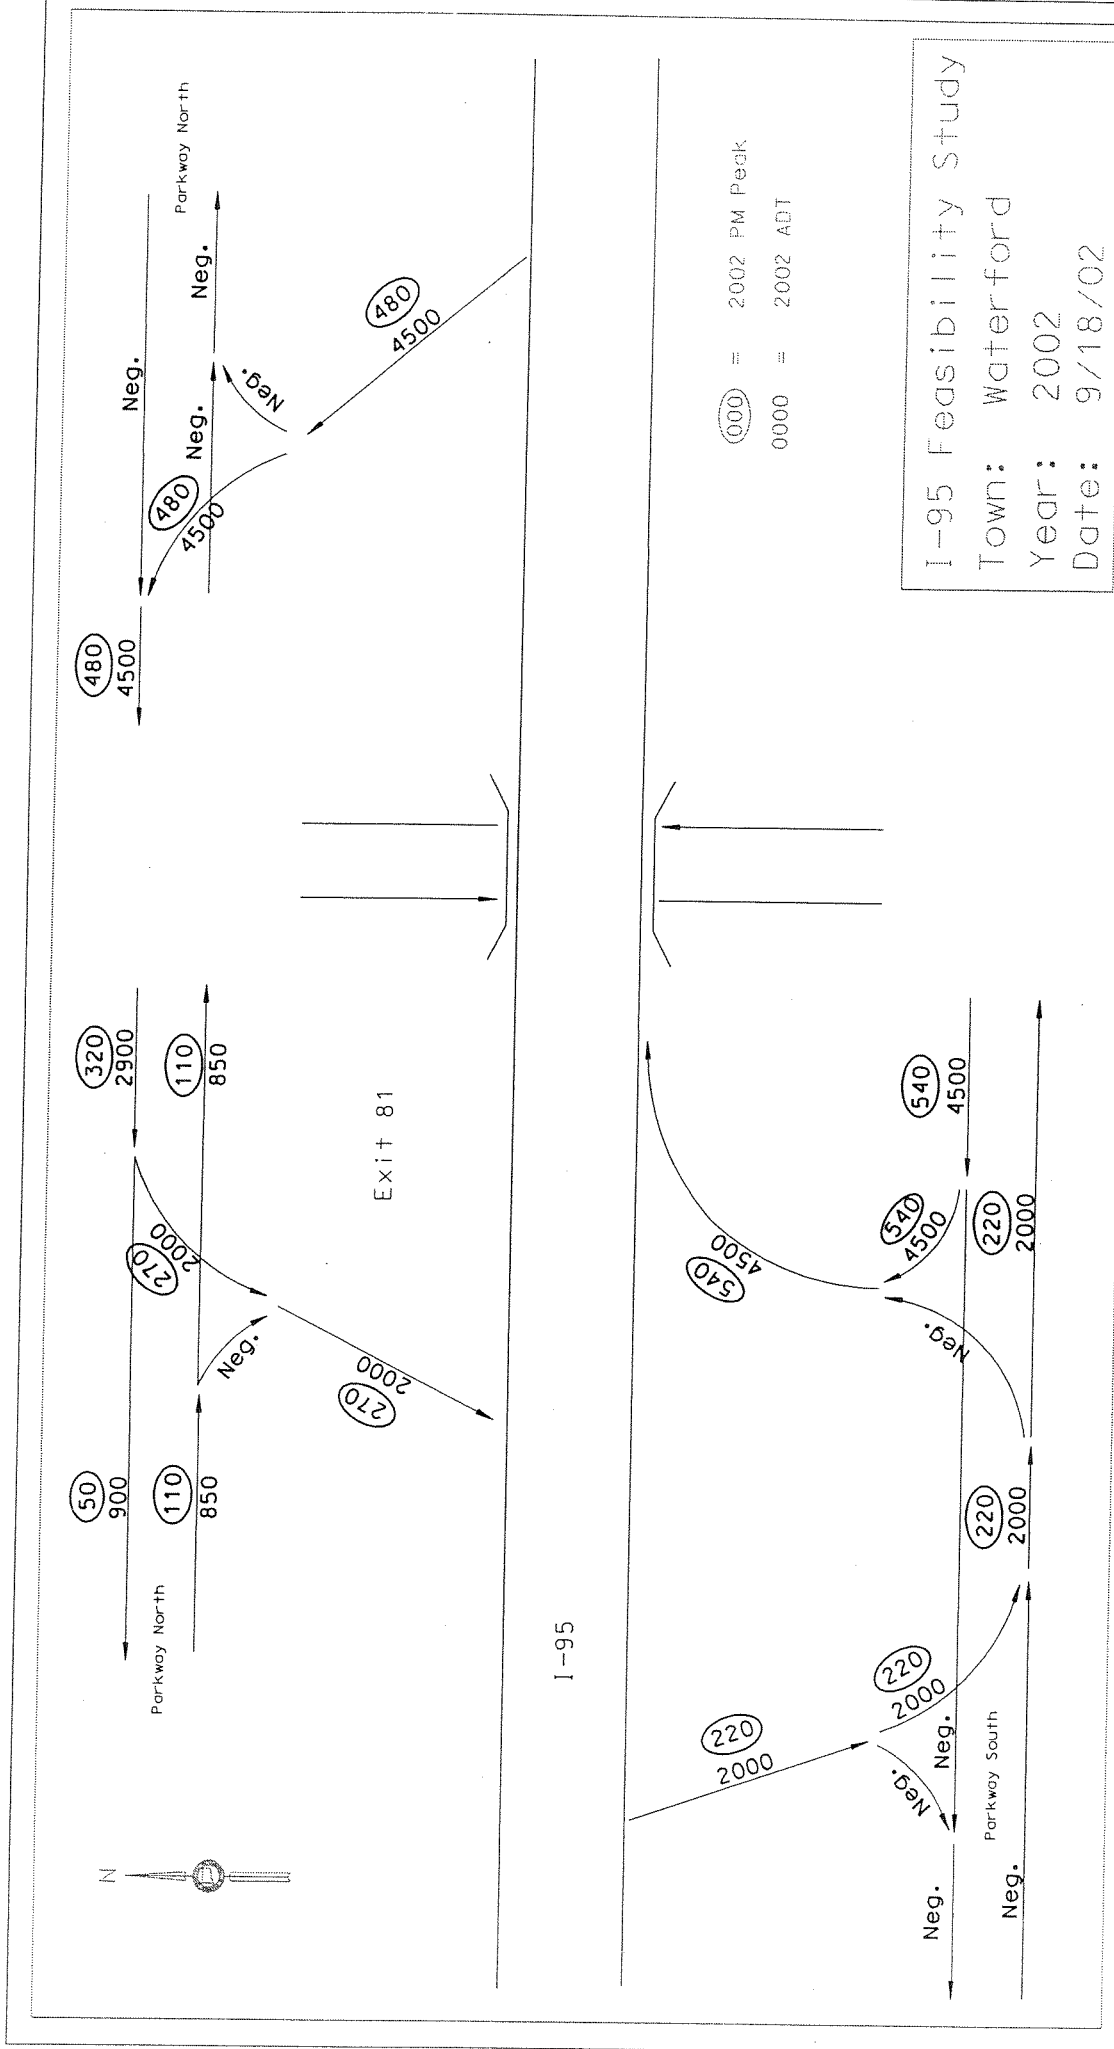 N
50
900
Parkway North
110
850
320
2900
110
850
270
2000
Neg.
270
2000
Exit 81
480
4500
Neg.
480
4500
Neg.
Neg.
Neg.
Parkway North
480
4500
I-95
220
2000
220
2000
Neg.
Neg.
Neg.
Parkway South
Neg.
220
2000
Neg.
540
4500
540
4500
220
2000
540
4500
000 = 2002 PM Peak
0000 = 2002 ADT
I-95 Feasibility Study
Town: Waterford
Year: 2002
Date: 9/18/02